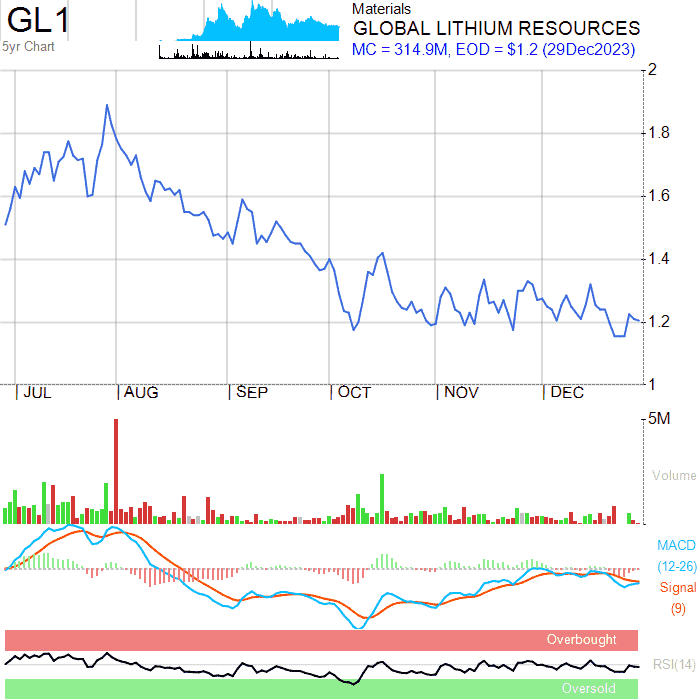 GL1
5yr Chart
Materials
GLOBAL LITHIUM RESOURCES
MC = 314.9M, EOD = $1.2 (29Dec2023)
2
1.8
1.6
1.4
1.2
1
JUL AUG SEP OCT NOV DEC
5M
Volume
MACD
(12-26)
Signal
(9)
Overbought
RSI(14)
Oversold